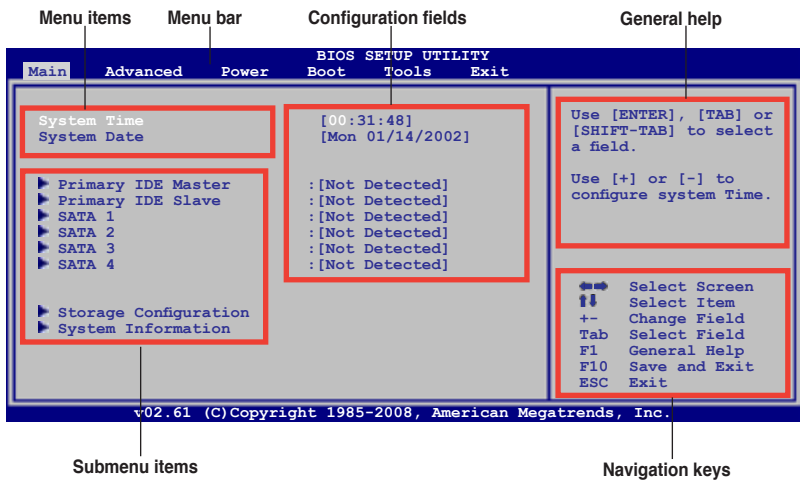 Menu items Menu bar Configuration fields General help
BIOS SETUP UTILITY
Main Advanced Power Boot Tools Exit
System Time [00:31:48]
System Date [Mon 01/14/2002]
Primary IDE Master :[Not Detected]
Primary IDE Slave :[Not Detected]
SATA 1 :[Not Detected]
SATA 2 :[Not Detected]
SATA 3 :[Not Detected]
SATA 4 :[Not Detected]
Storage Configuration
System Information
Use [ENTER], [TAB] or
[SHIFT-TAB] to select
a field.
Use [+] or [-] to
configure system Time.
Select Screen
Select Item
+- Change Field
Tab Select Field
F1 General Help
F10 Save and Exit
ESC Exit
v02.61 (C)Copyright 1985-2008, American Megatrends, Inc.
Submenu items Navigation keys